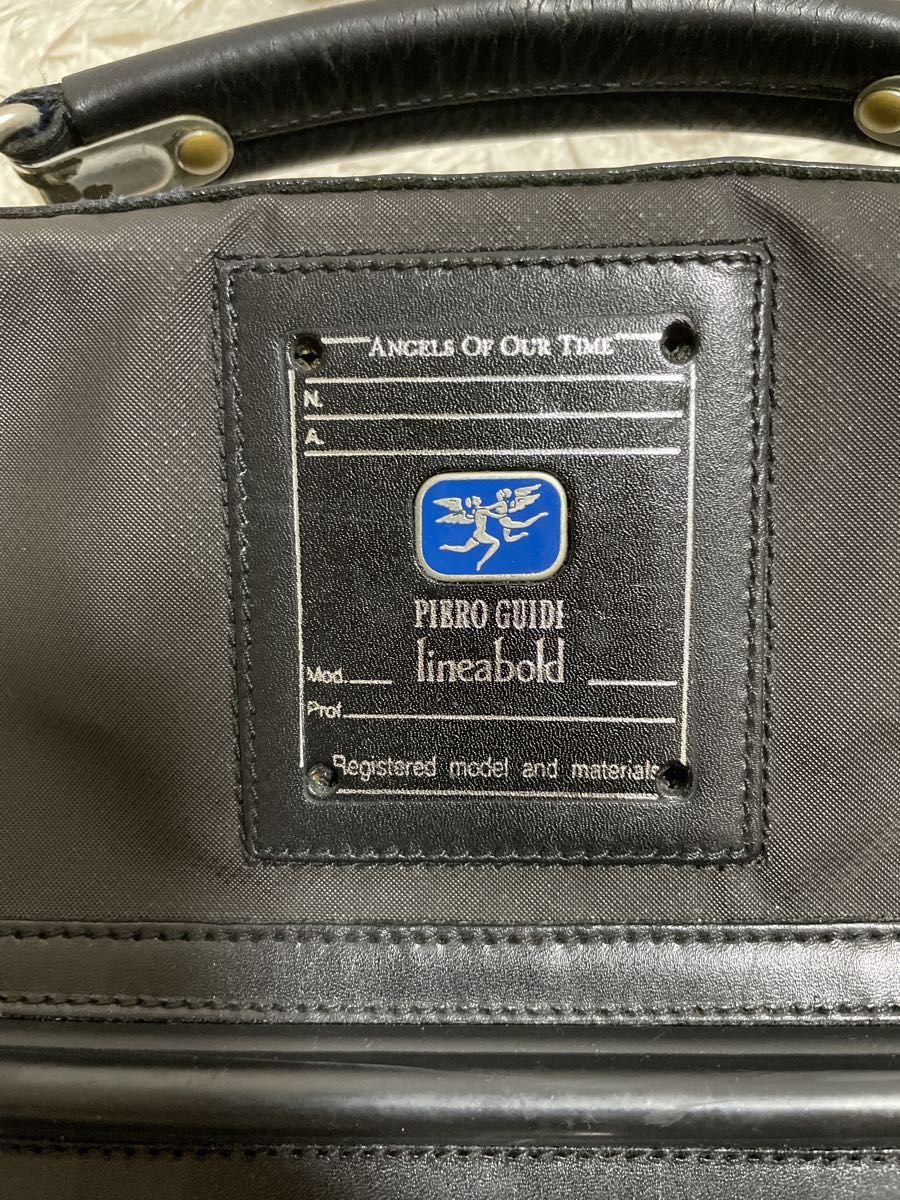 ANGELS OF OUR TIME
N.
A.
PIERO GUIDI
lineabold
Mod.
Prof.
Registered model and materials